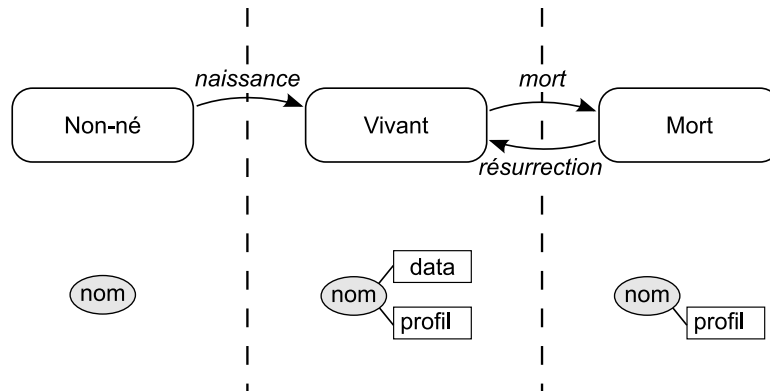 naissance
mort
Non-né
Vivant
Mort
résurrection
nom
nom
data
profil
nom
profil